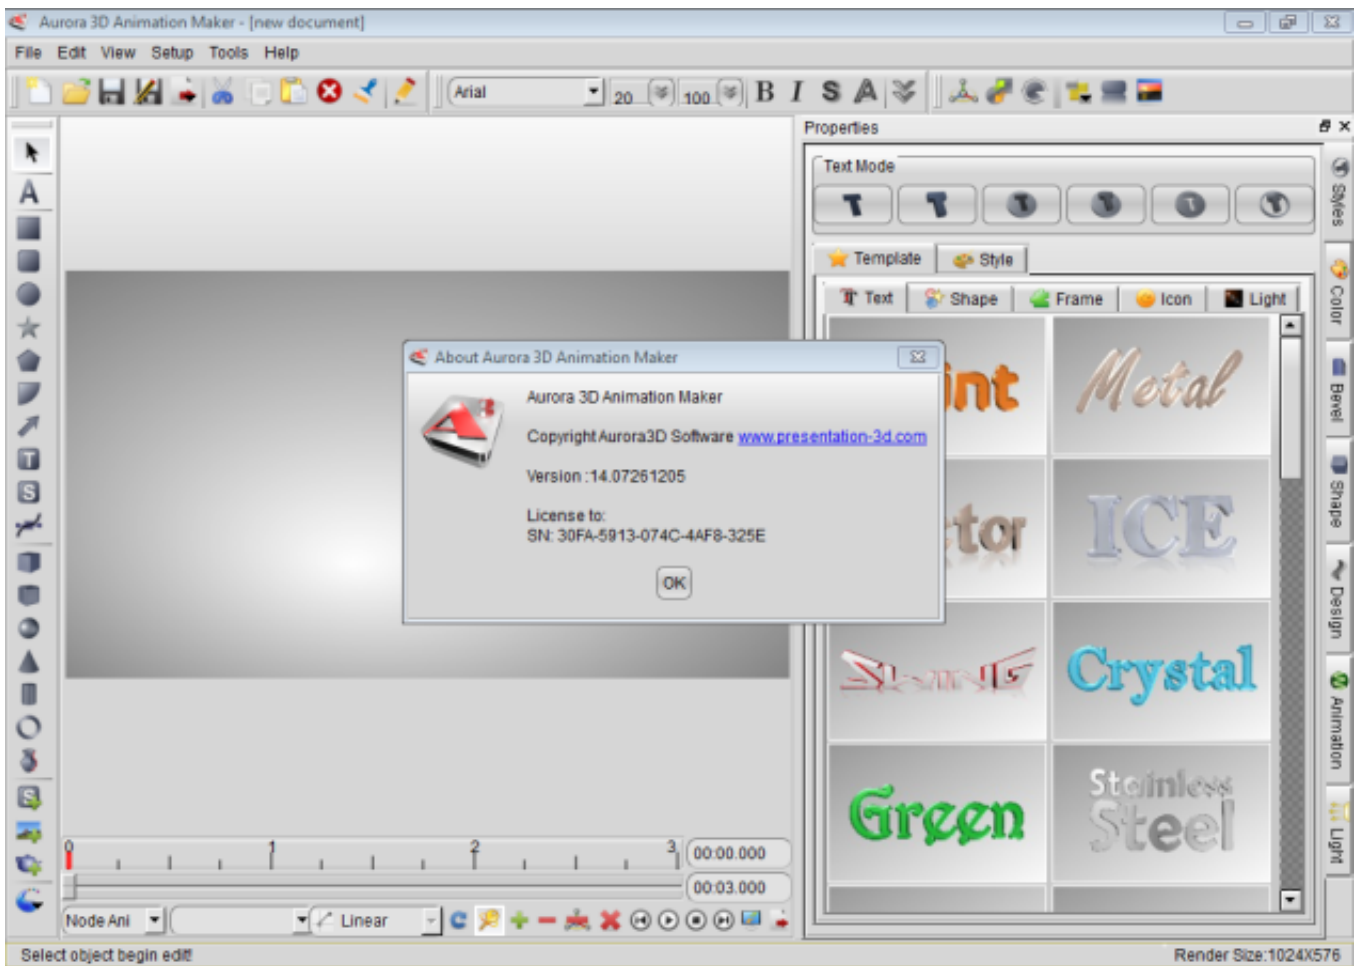 Aurora 3D Animation Maker - [new document]
File Edit View Setup Tools Help
Arial 20 100 B I S A
Properties
Text Mode
Template Style
Text Shape Frame Icon Light
Metal
ICE
SWING
Crystal
Green
Stainless
Steel
Styles
Color
Bevel
Shape
Design
Animation
Light
About Aurora 3D Animation Maker
Aurora 3D Animation Maker
Copyright Aurora3D Software www.presentation-3d.com
Version :14.07261205
License to:
SN: 30FA-5913-074C-4AF8-325E
OK
0 1 2 3 00:00.000
00:03.000
Node Ani Linear
Select object begin edit!
Render Size:1024X576